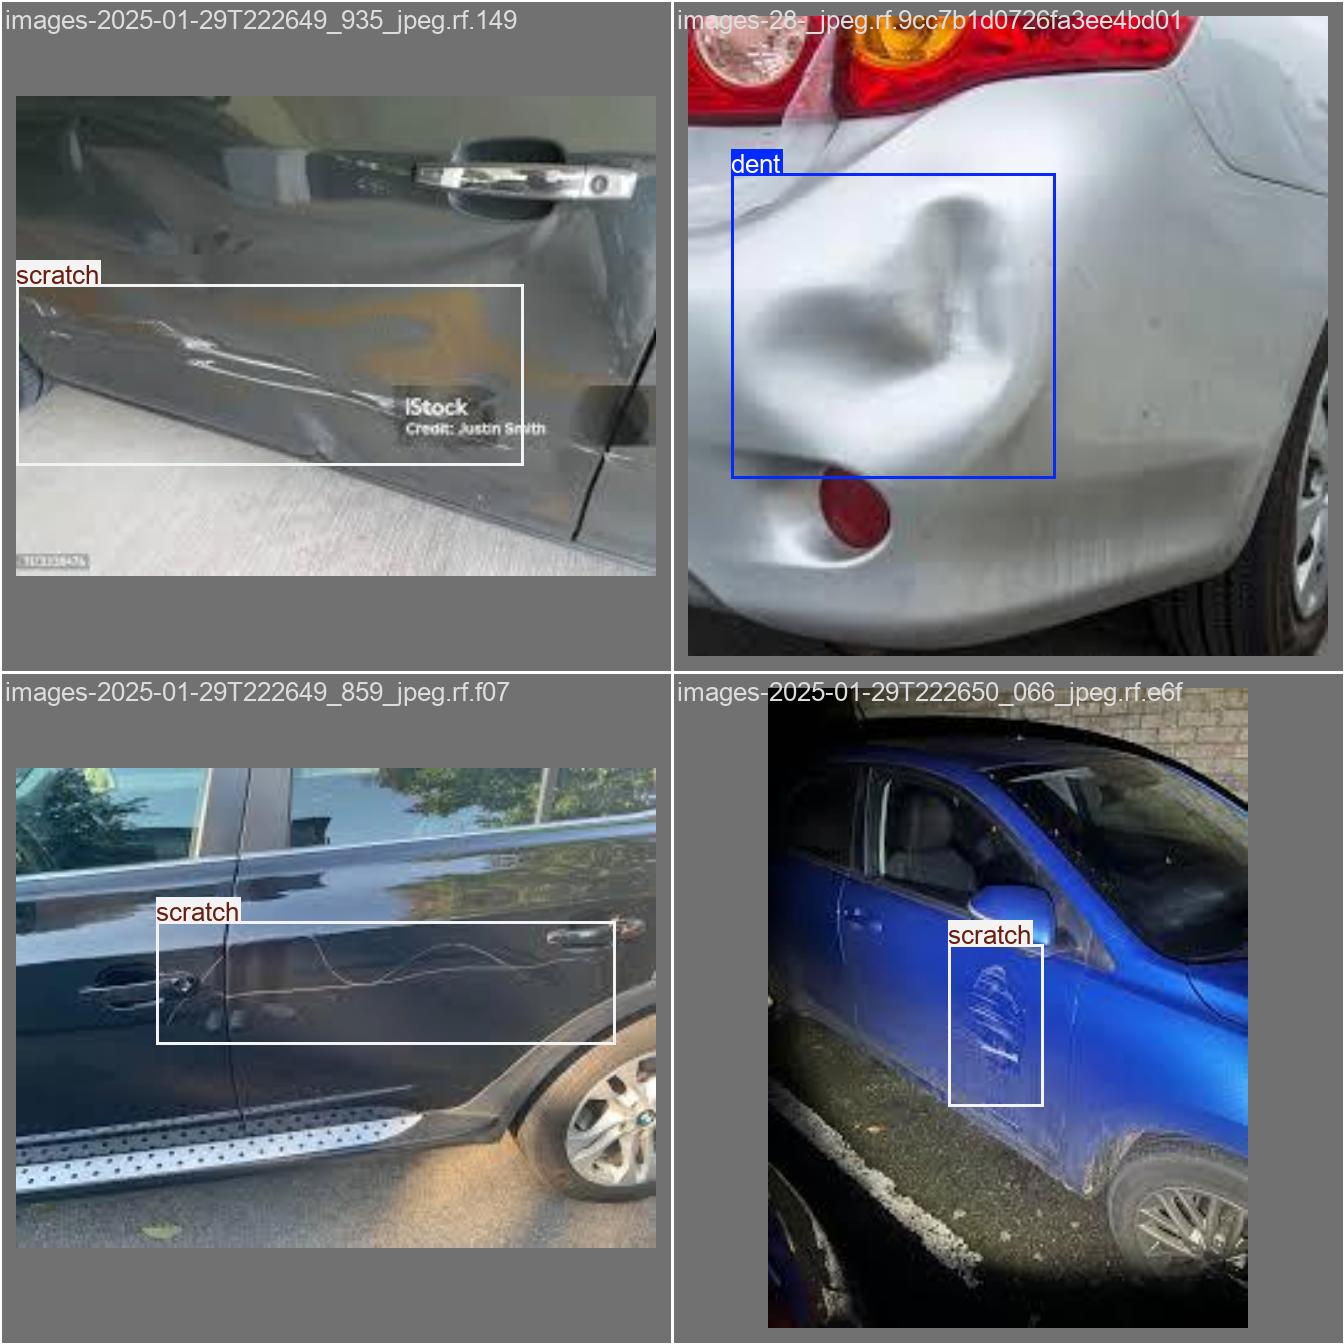 images-2025-01-29T222649_935_jpeg.rf.149
images-28-_jpeg.rf.9cc7b1d0726fa3ee4bd01
dent
scratch
iStock
Credit: Justin Smith
images-2025-01-29T222649_859_jpeg.rf.f07
images-2025-01-29T222650_066_jpeg.rf.e6f
scratch
scratch